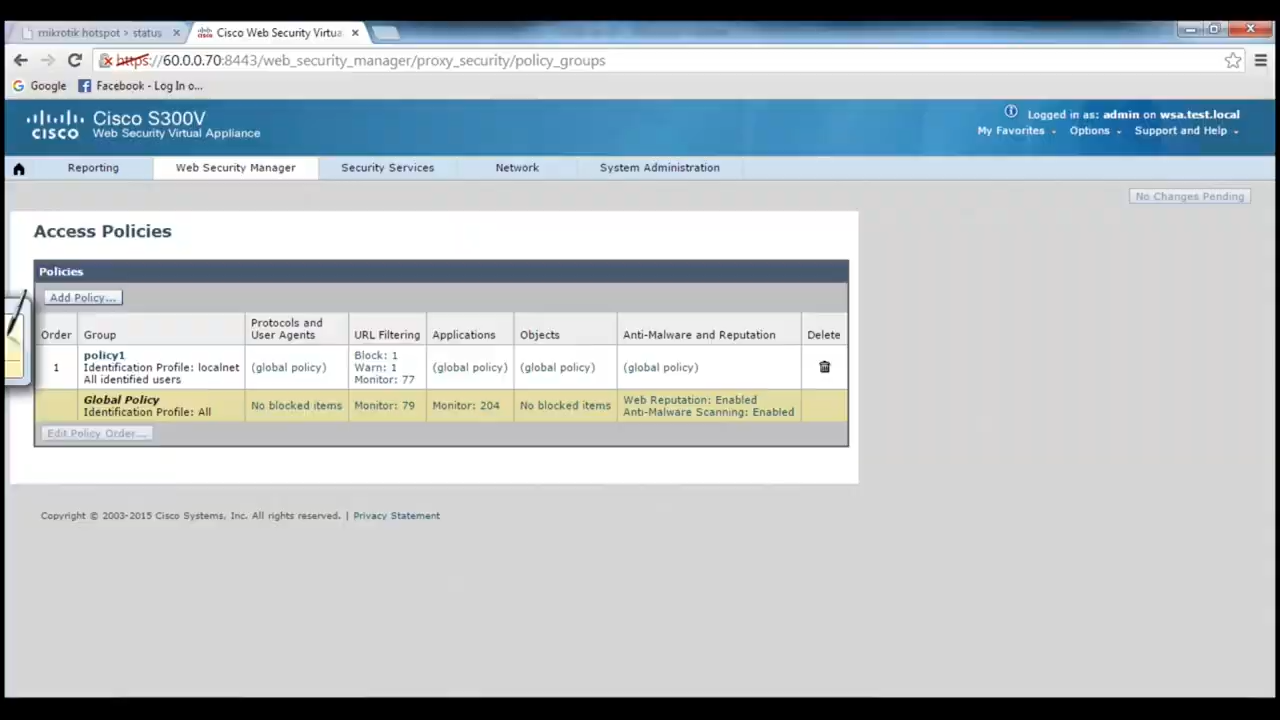 mikrotik hotspot > status
Cisco Web Security Virtua
https://60.0.0.70:8443/web_security_manager/proxy_security/policy_groups
Google
Facebook - Log In o...
CISCO
Cisco S300V
Web Security Virtual Appliance
Logged in as: admin on wsa.test.local
My Favorites
Options
Support and Help
Reporting
Web Security Manager
Security Services
Network
System Administration
No Changes Pending
Access Policies
Policies
Add Policy...
Order
Group
Protocols and
User Agents
URL Filtering
Applications
Objects
Anti-Malware and Reputation
Delete
1
policy1
Identification Profile: localnet
All identified users
(global policy)
Block: 1
Warn: 1
Monitor: 77
(global policy)
(global policy)
(global policy)
Global Policy
Identification Profile: All
No blocked items
Monitor: 79
Monitor: 204
No blocked items
Web Reputation: Enabled
Anti-Malware Scanning: Enabled
Edit Policy Order...
Copyright © 2003-2015 Cisco Systems, Inc. All rights reserved. | Privacy Statement